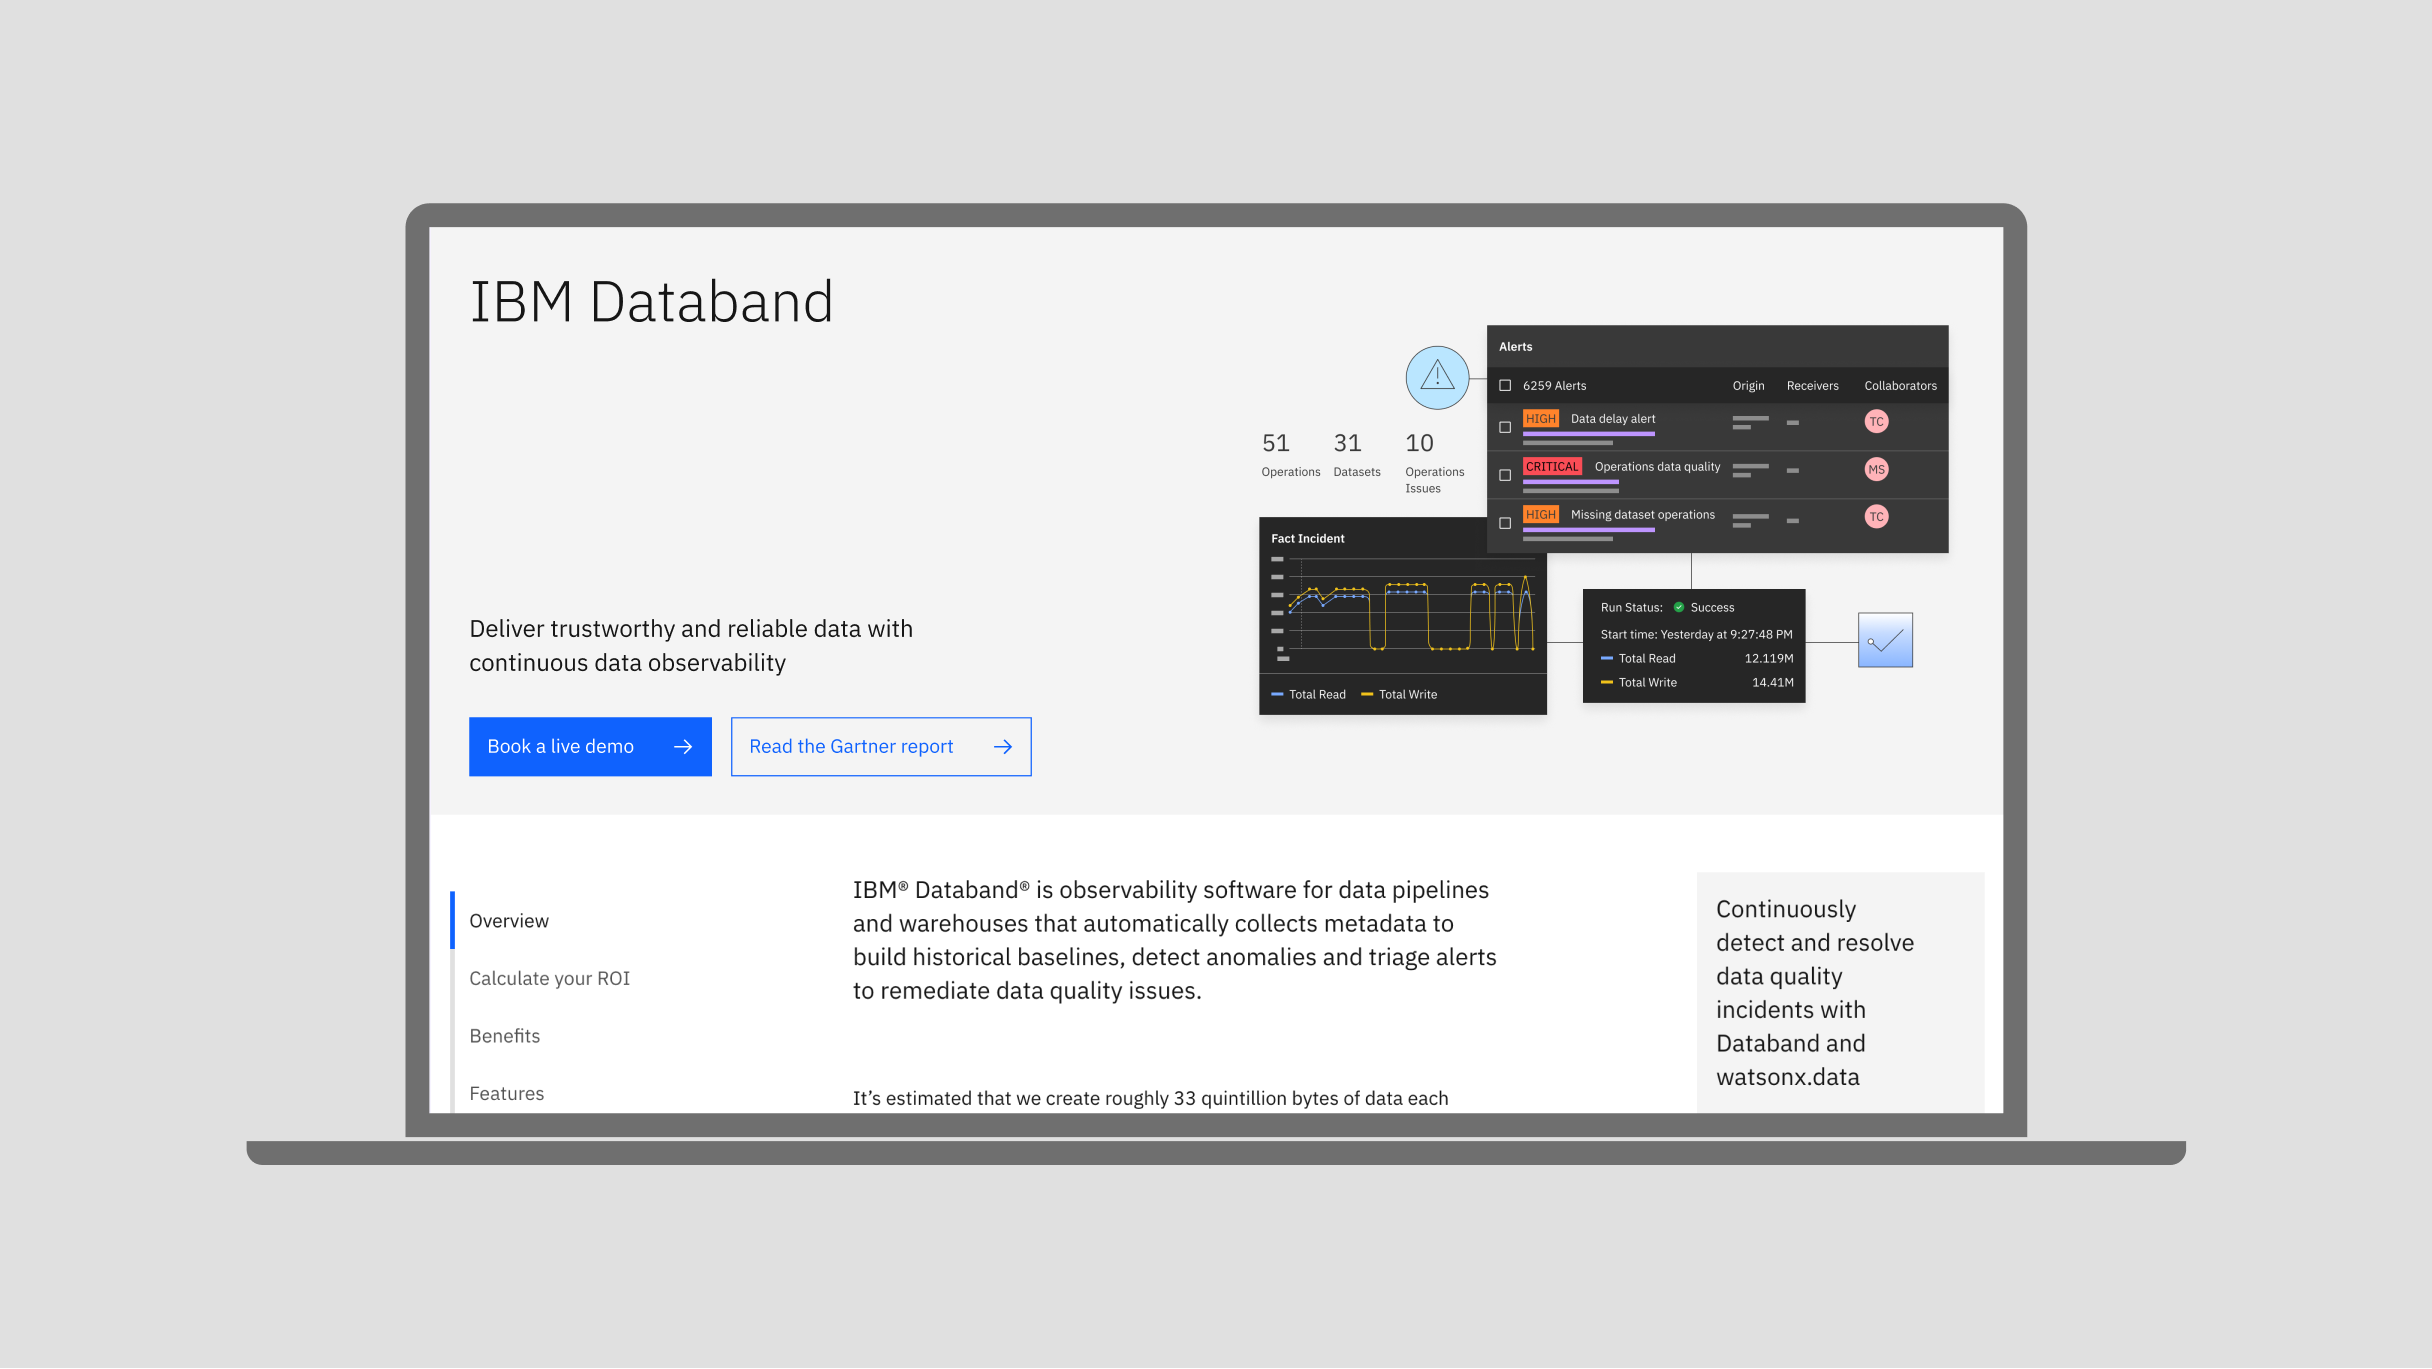 IBM Databand
Deliver trustworthy and reliable data with
continuous data observability
Book a live demo
Read the Gartner report
51
Operations
31
Datasets
10
Operations
Issues
Alerts
6259 Alerts Origin Receivers Collaborators
HIGH Data delay alert TC
CRITICAL Operations data quality MS
HIGH Missing dataset operations TC
Fact Incident
Total Read Total Write
Run Status: Success
Start time: Yesterday at 9:27:48 PM
Total Read 12.119M
Total Write 14.41M
Overview
Calculate your ROI
Benefits
Features
IBM® Databand® is observability software for data pipelines
and warehouses that automatically collects metadata to
build historical baselines, detect anomalies and triage alerts
to remediate data quality issues.
It’s estimated that we create roughly 33 quintillion bytes of data each
Continuously
detect and resolve
data quality
incidents with
Databand and
watsonx.data